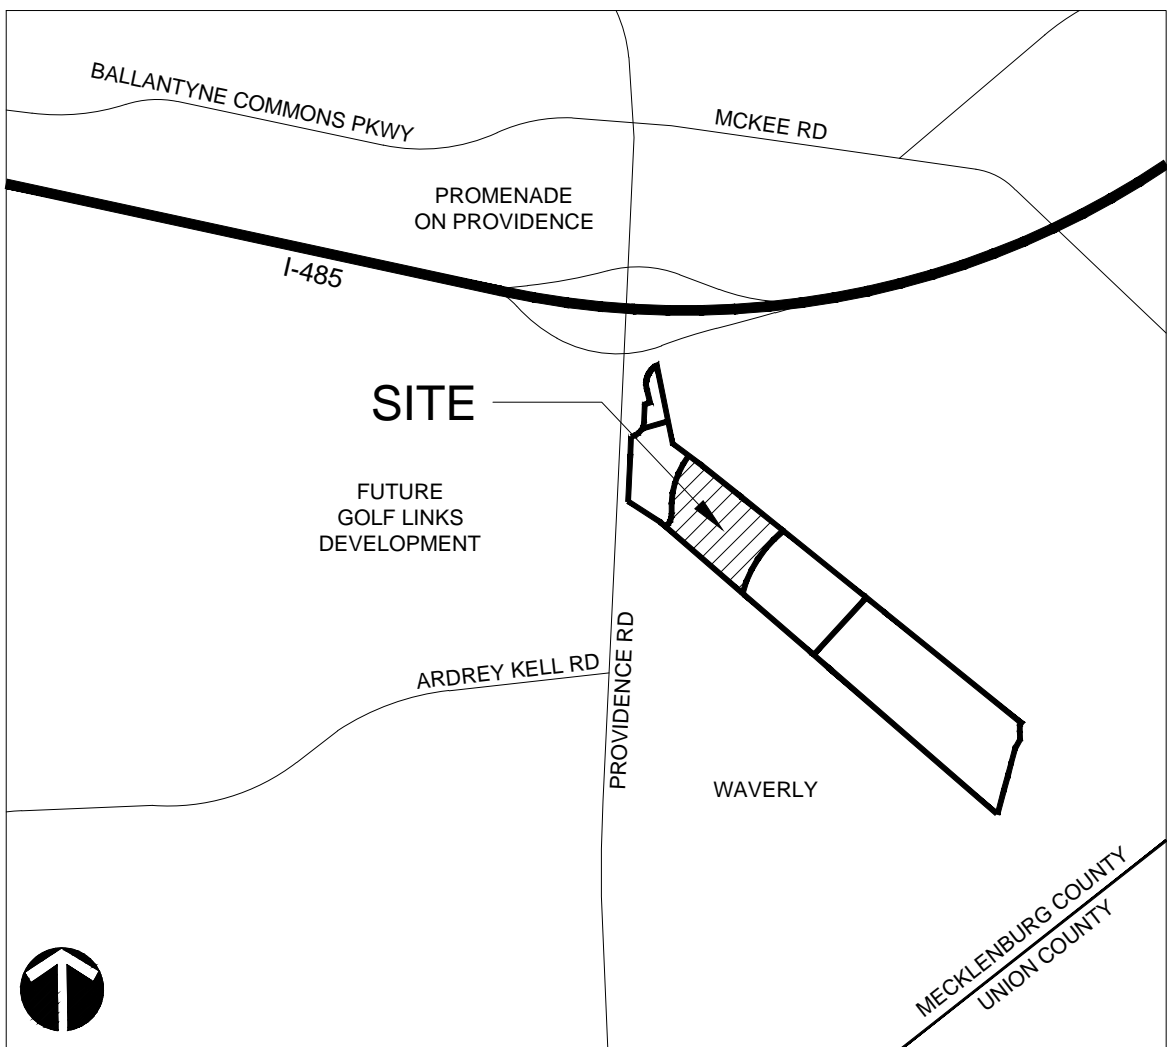 BALLANTYNE COMMONS PKWY
MCKEE RD
PROMENADE
ON PROVIDENCE
I-485
SITE
FUTURE
GOLF LINKS
DEVELOPMENT
ARDREY KELL RD
PROVIDENCE RD
WAVERLY
MECKLENBURG COUNTY
UNION COUNTY